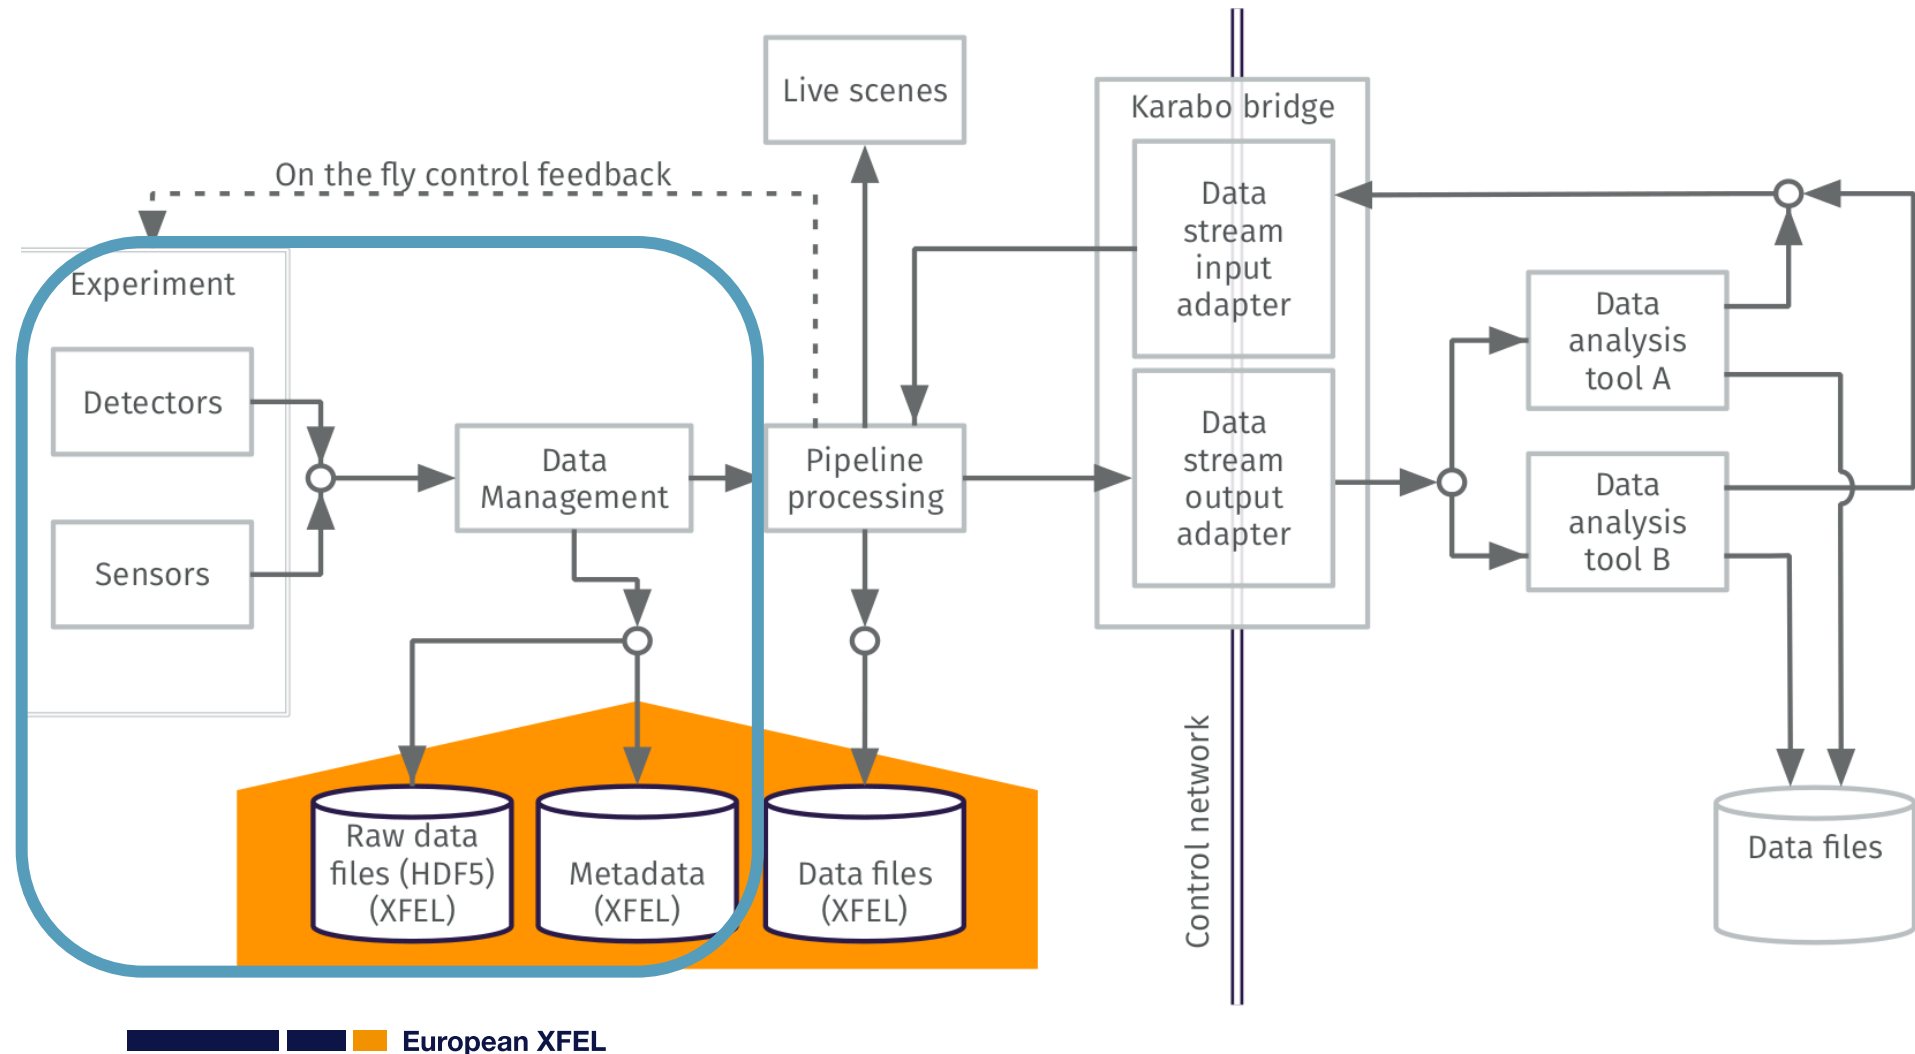 Live scenes
Karabo bridge
On the fly control feedback
Data
stream
input
adapter
Experiment
Data
analysis
tool A
Detectors
Data
Management
Pipeline
processing
Data
stream
output
adapter
Data
analysis
tool B
Sensors
Control network
Raw data
files (HDF5)
(XFEL)
Metadata
(XFEL)
Data files
(XFEL)
Data files
European XFEL